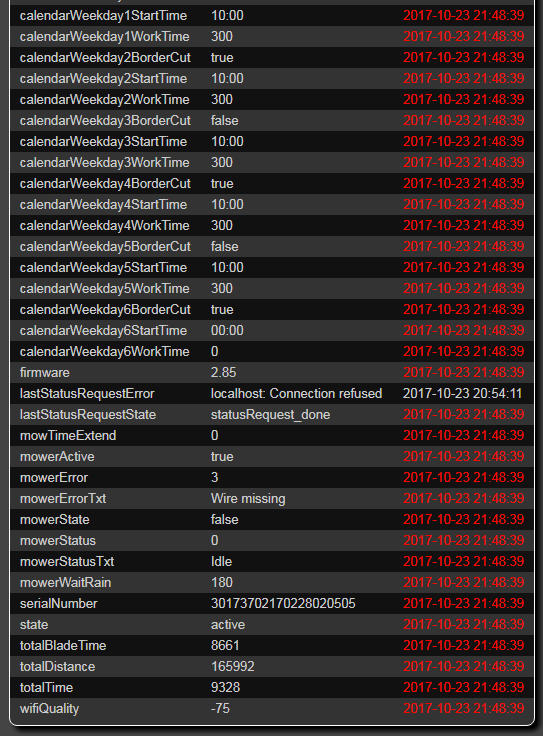 calendarWeekday1StartTime 10:00 2017-10-23 21:48:39
calendarWeekday1WorkTime 300 2017-10-23 21:48:39
calendarWeekday2BorderCut true 2017-10-23 21:48:39
calendarWeekday2StartTime 10:00 2017-10-23 21:48:39
calendarWeekday2WorkTime 300 2017-10-23 21:48:39
calendarWeekday3BorderCut false 2017-10-23 21:48:39
calendarWeekday3StartTime 10:00 2017-10-23 21:48:39
calendarWeekday3WorkTime 300 2017-10-23 21:48:39
calendarWeekday4BorderCut true 2017-10-23 21:48:39
calendarWeekday4StartTime 10:00 2017-10-23 21:48:39
calendarWeekday4WorkTime 300 2017-10-23 21:48:39
calendarWeekday5BorderCut false 2017-10-23 21:48:39
calendarWeekday5StartTime 10:00 2017-10-23 21:48:39
calendarWeekday5WorkTime 300 2017-10-23 21:48:39
calendarWeekday6BorderCut true 2017-10-23 21:48:39
calendarWeekday6StartTime 00:00 2017-10-23 21:48:39
calendarWeekday6WorkTime 0 2017-10-23 21:48:39
firmware 2.85 2017-10-23 21:48:39
lastStatusRequestError localhost: Connection refused 2017-10-23 20:54:11
lastStatusRequestState statusRequest_done 2017-10-23 21:48:39
mowTimeExtend 0 2017-10-23 21:48:39
mowerActive true 2017-10-23 21:48:39
mowerError 3 2017-10-23 21:48:39
mowerErrorTxt Wire missing 2017-10-23 21:48:39
mowerState false 2017-10-23 21:48:39
mowerStatus 0 2017-10-23 21:48:39
mowerStatusTxt Idle 2017-10-23 21:48:39
mowerWaitRain 180 2017-10-23 21:48:39
serialNumber 30173702170228020505 2017-10-23 21:48:39
state active 2017-10-23 21:48:39
totalBladeTime 8661 2017-10-23 21:48:39
totalDistance 165992 2017-10-23 21:48:39
totalTime 9328 2017-10-23 21:48:39
wifiQuality -75 2017-10-23 21:48:39